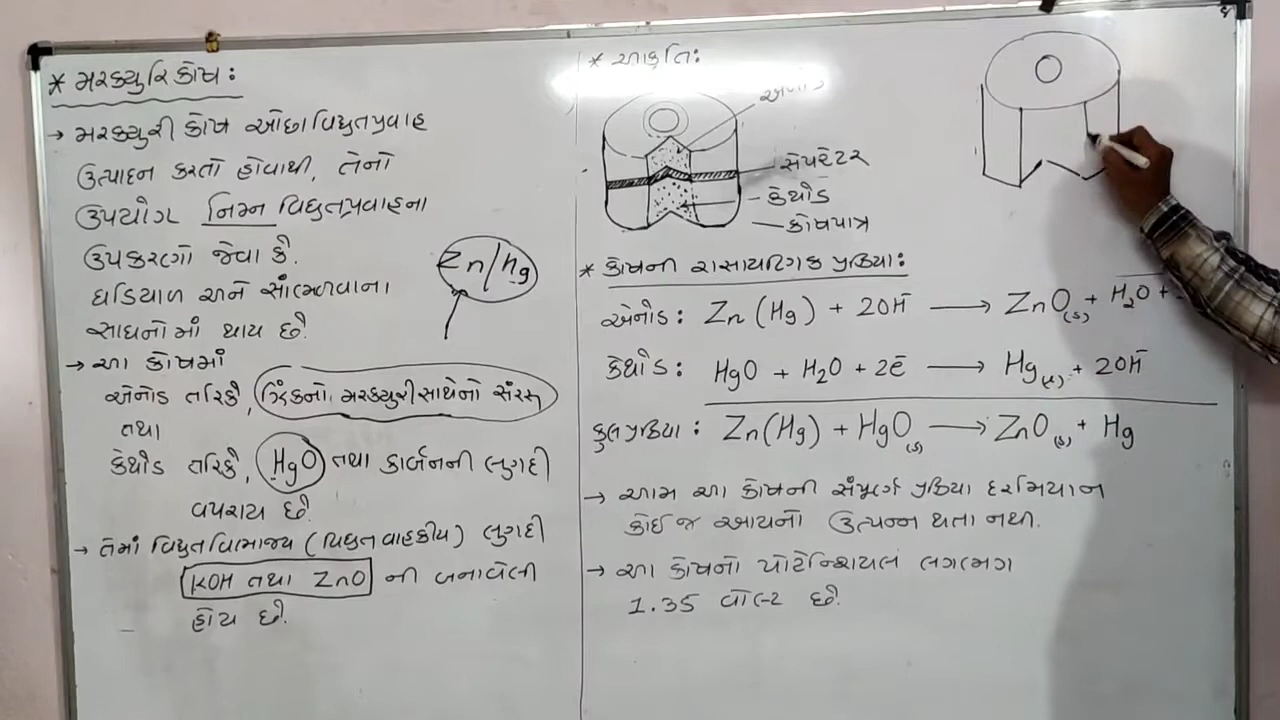 * મરક્યુરિ કોષ :
→ મરક્યુરી કોષ ઓછા વિદ્યુતપ્રવાહ
ઉત્પાદન કરતો હોવાથી, તેનો
ઉપયોગ નિમ્ન વિદ્યુતપ્રવાહના
ઉપકરણો જેવા કે.
ઘડિયાળ અને સાંભળવાના
સાધનોમાં થાય છે.
Zn/Hg
→ આ કોષમાં
એનોડ તરિકે, ઝિંકનો મરક્યુરી સાથેનો સંરસ
તથા
કેથોડ તરિકે, HgO તથા કાર્બનની લુગદી
વપરાય છે.
→ તેમાં વિદ્યુતવિભાજ્ય (વિદ્યુતવાહકીય) લુગદી
KOH તથા ZnO ની બનાવેલી
હોય છે.
* આકૃતિ:
સેપરેટર
કેથોડ
કોષપાત્ર
* કોષની રાસાયણિક પ્રક્રિયા:
એનોડ: Zn(Hg) + 2OH⁻ ⟶ ZnO(s) + H₂O +
કેથોડ: HgO + H₂O + 2e⁻ ⟶ Hg(l) + 2OH⁻
કુલ પ્રક્રિયા : Zn(Hg) + HgO(s) ⟶ ZnO(s) + Hg
→ આમ આ કોષની સંપૂર્ણ પ્રક્રિયા દરમિયાન
કોઈ જ આયનો ઉત્પન્ન થતા નથી.
→ આ કોષનો પોટેન્શિયલ લગભગ
1.35 વોલ્ટ છે.